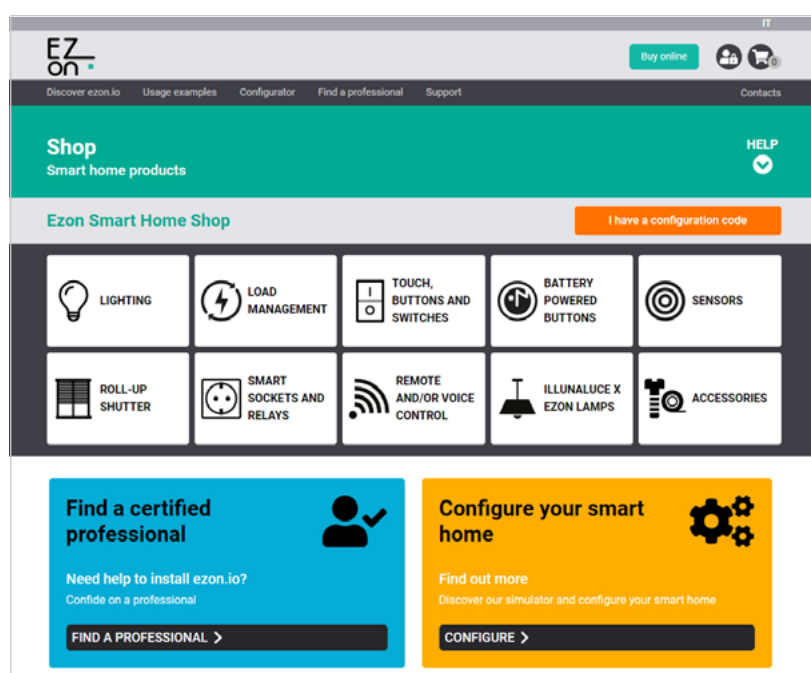 IT
EZ
on
Buy online
0
Discover ezon.io Usage examples Configurator Find a professional Support Contacts
Shop
Smart home products
HELP
Ezon Smart Home Shop
I have a configuration code
LIGHTING
LOAD
MANAGEMENT
TOUCH,
BUTTONS AND
SWITCHES
BATTERY
POWERED
BUTTONS
SENSORS
ROLL-UP
SHUTTER
SMART
SOCKETS AND
RELAYS
REMOTE
AND/OR VOICE
CONTROL
ILLUNALUCE X
EZON LAMPS
ACCESSORIES
Find a certified
professional
Need help to install ezon.io?
Confide on a professional
FIND A PROFESSIONAL
Configure your smart
home
Find out more
Discover our simulator and configure your smart home
CONFIGURE